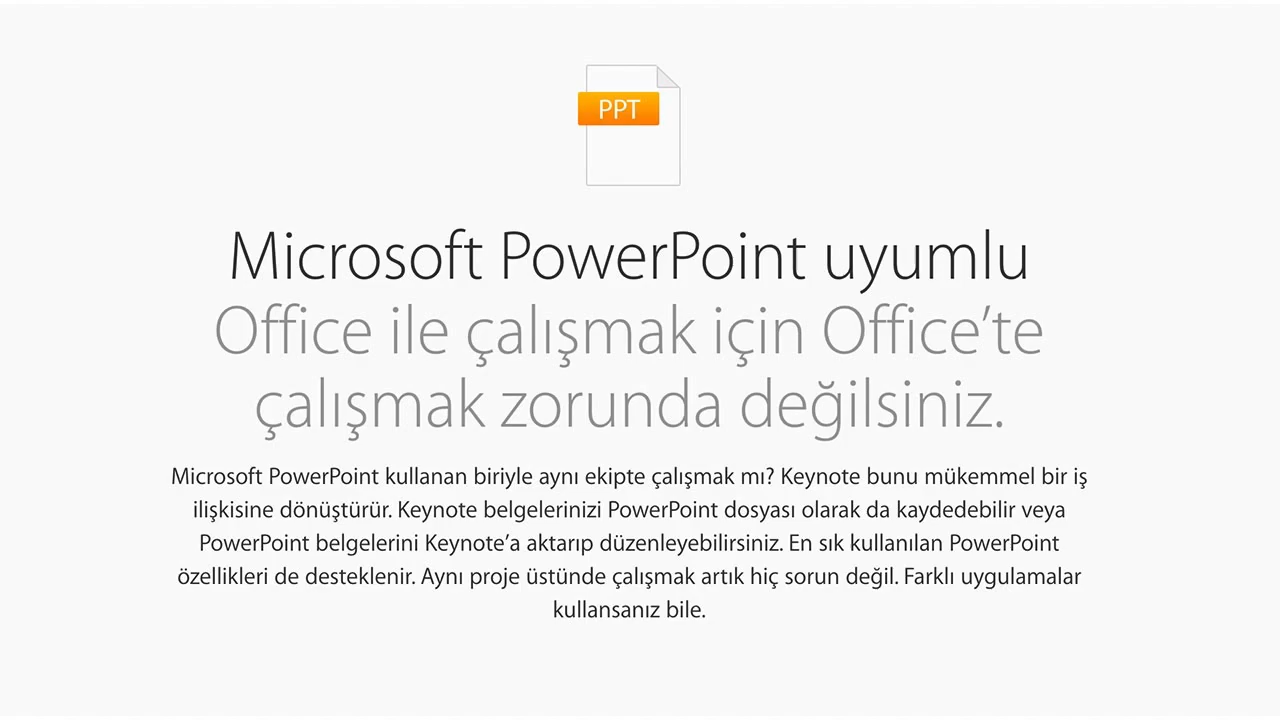 PPT
Microsoft PowerPoint uyumlu
Office ile çalışmak için Office’te
çalışmak zorunda değilsiniz.
Microsoft PowerPoint kullanan biriyle aynı ekipte çalışmak mı? Keynote bunu mükemmel bir iş
ilişkisine dönüştürür. Keynote belgelerinizi PowerPoint dosyası olarak da kaydedebilir veya
PowerPoint belgelerini Keynote’a aktarıp düzenleyebilirsiniz. En sık kullanılan PowerPoint
özellikleri de desteklenir. Aynı proje üstünde çalışmak artık hiç sorun değil. Farklı uygulamalar
kullansanız bile.